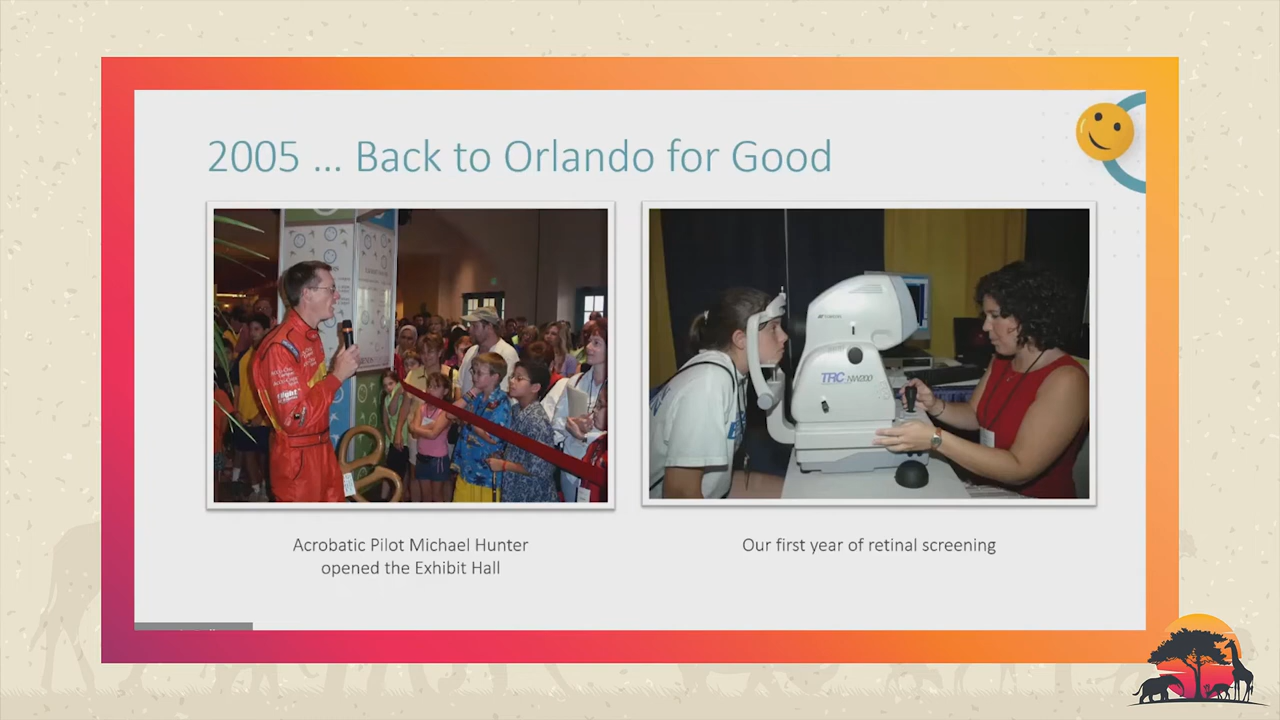 2005 ... Back to Orlando for Good
TRC-NW200
Acrobatic Pilot Michael Hunter
opened the Exhibit Hall
Our first year of retinal screening